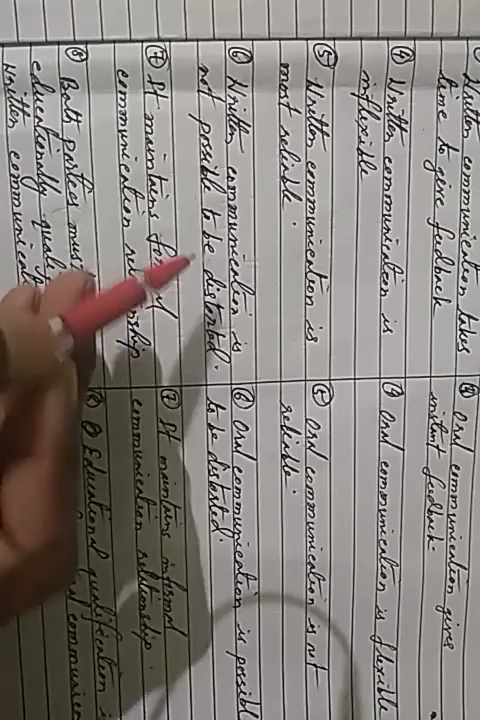 Written communication takes
time to give feedback
④ Written communication is
inflexible
⑤ Written communication is
most reliable.
⑥ Written communication is
not possible to be distorted.
⑦ It maintains
communication
⑧ Both parties must
educationally
written
Oral communication gives
instant feedback.
④ Oral communication is flexible
⑤ Oral communication is not
reliable.
⑥ Oral communication is possible
to be distorted.
⑦ It maintains informal
communication relationship.
Educational qualification